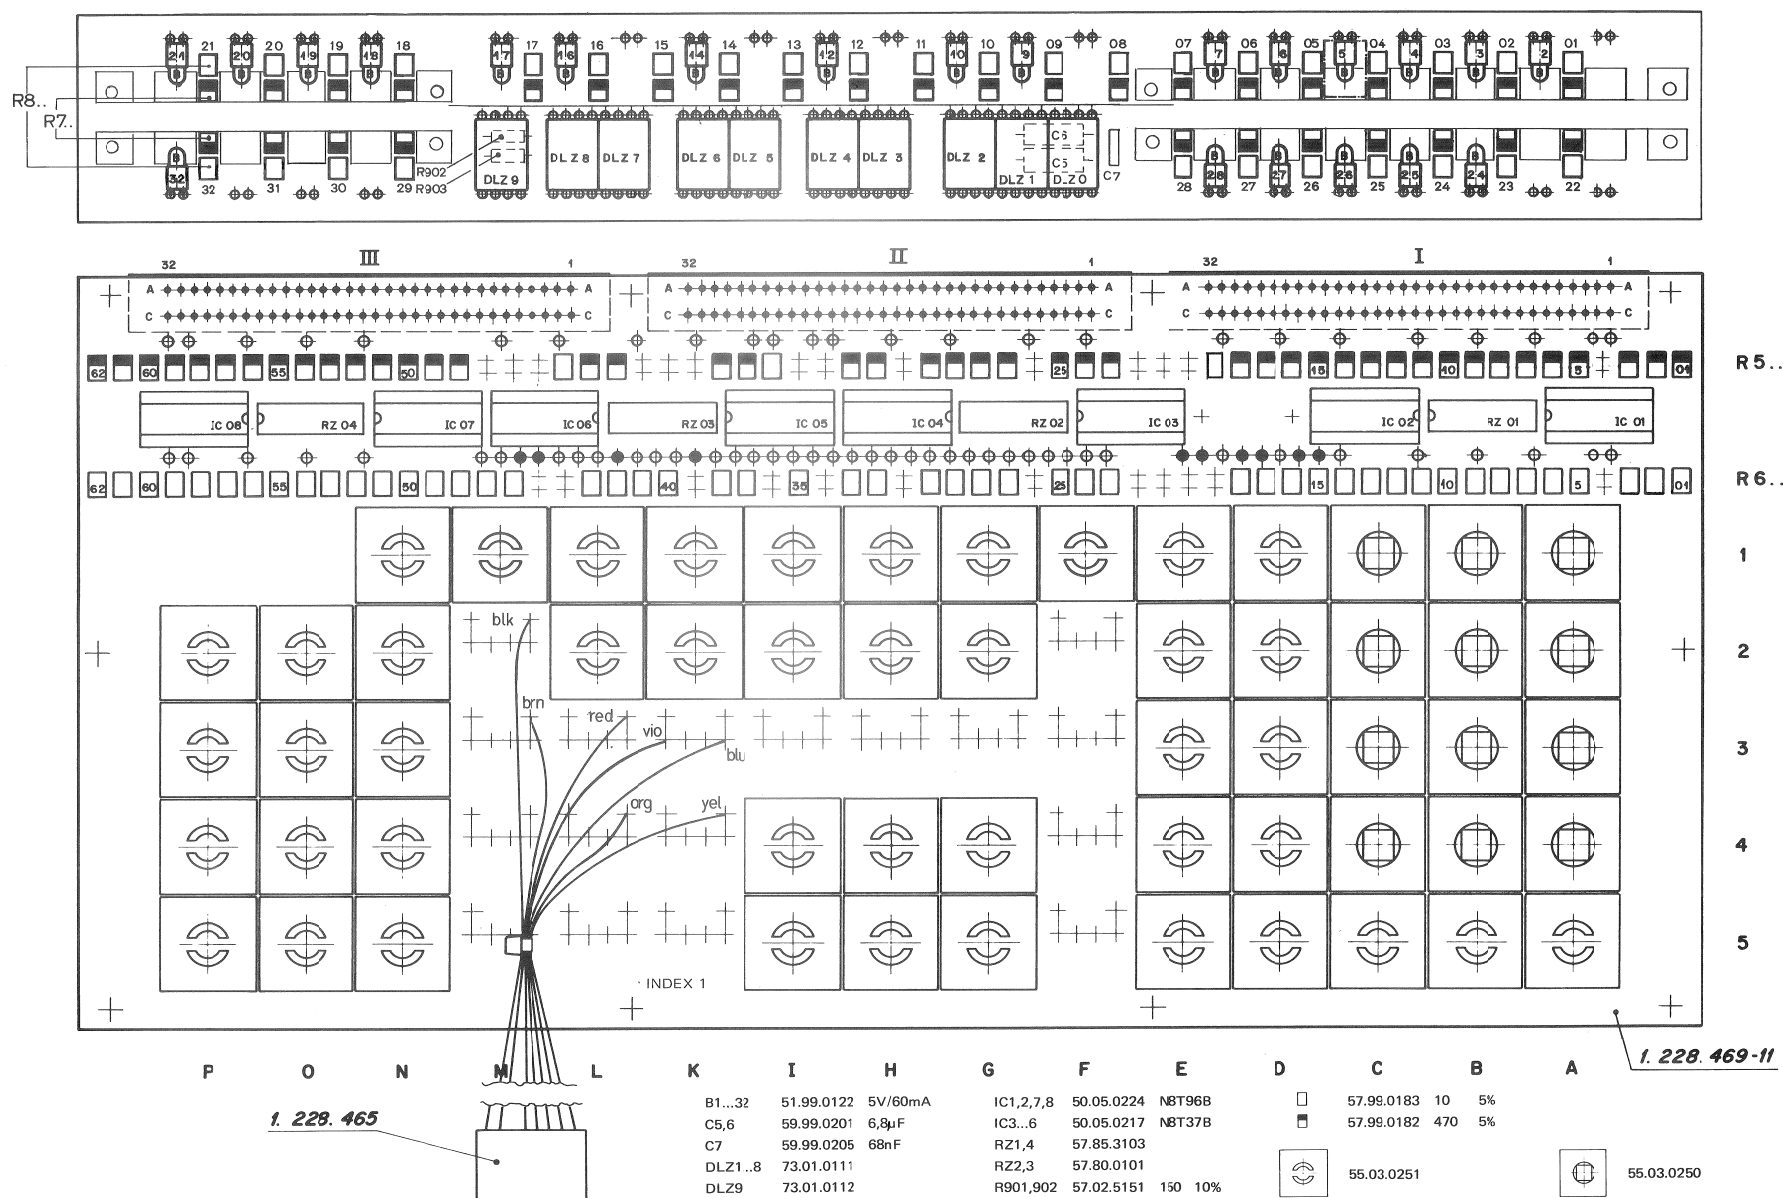 21 21 20 20 19 19 18 18 17 17 16 16 15 14 14 13 12 12 11 10 10 9 09 08 07 7 06 6 05 5 04 4 03 3 02 2 01
B B B B B B B B B B B B B B B
R8..
R7..
B B B B B B
32 32 31 30 29 R902 R903
DLZ 9 DLZ 8 DLZ 7 DLZ 6 DLZ 5 DLZ 4 DLZ 3 DLZ 2 DLZ 1 DLZ 0 C6 C5 C7
28 28 27 27 26 26 25 25 24 24 23 22
III II I
32 1 32 1 32 1
A A A A A A
C C C C C C
62 60 55 50 25 15 10 5 01 R 5..
IC 08 RZ 04 IC 07 IC 06 RZ 03 IC 05 IC 04 RZ 02 IC 03 IC 02 RZ 01 IC 01
62 60 55 50 40 35 25 15 10 5 01 R 6..
1
blk
2
brn
red
vio
blu
3
org
yel
4
5
INDEX 1
1. 228. 469-11
P O N M L K I H G F E D C B A
1. 228. 465
B1...32 51.99.0122 5V/60mA IC1,2,7,8 50.05.0224 N8T96B 57.99.0183 10 5%
C5,6 59.99.0201 6,8µF IC3...6 50.05.0217 N8T37B 57.99.0182 470 5%
C7 59.99.0205 68nF RZ1,4 57.85.3103
DLZ1..8 73.01.0111 RZ2,3 57.80.0101 55.03.0251 55.03.0250
DLZ9 73.01.0112 R901,902 57.02.5151 150 10%